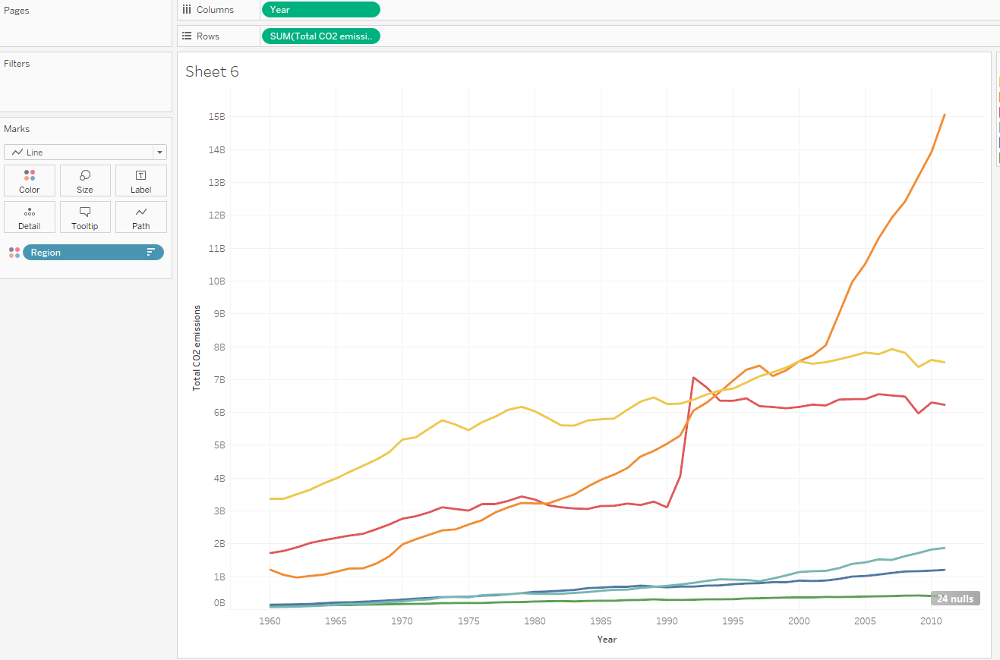 Pages
Columns
Year
Rows
SUM(Total CO2 emissi..
Filters
Marks
Line
Color
Size
Label
Detail
Tooltip
Path
Region
Sheet 6
Total CO2 emissions
15B
14B
13B
12B
11B
10B
9B
8B
7B
6B
5B
4B
3B
2B
1B
0B
24 nulls
1960 1965 1970 1975 1980 1985 1990 1995 2000 2005 2010
Year